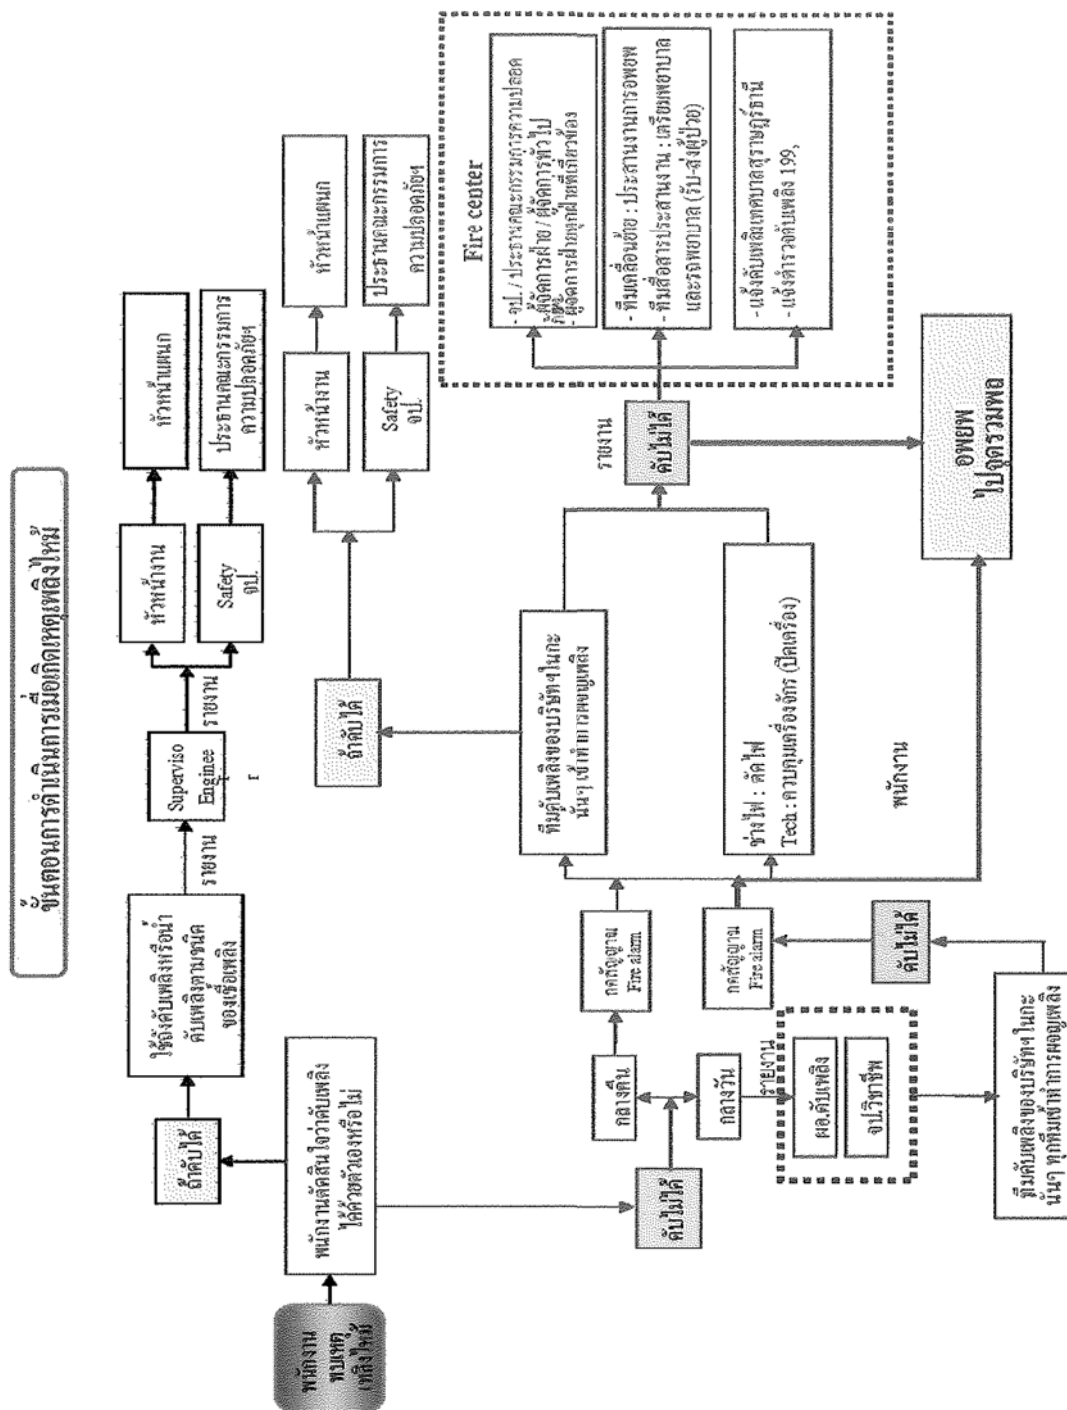 ขั้นตอนการดำเนินการเมื่อเกิดเหตุเพลิงไหม้
พนักงาน
พบเหตุ
เพลิงไหม้
พนักงานตัดสินใจว่าดับเพลิง
ได้ด้วยตัวเองหรือไม่
ถ้าดับได้
ใช้ถังดับเพลิงหรือน้ำ
ดับเพลิงตามชนิด
ของเชื้อเพลิง
รายงาน
Superviso
Enginee
r
รายงาน
หัวหน้างาน
หัวหน้าแผนก
Safety
จป.
ประธานคณะกรรมการ
ความปลอดภัยฯ
ดับไม่ได้
กลางคืน
กลางวัน
กดสัญญาณ
Fire alarm
รายงาน
ผอ.ดับเพลิง
จป.วิชาชีพ
ทีมดับเพลิงของบริษัทฯ ในกะ
นั้นๆ ทุกทีมเข้าทำการผจญเพลิง
ดับไม่ได้
กดสัญญาณ
Fire alarm
ทีมดับเพลิงของบริษัทฯ ในกะ
นั้นๆ เข้าทำการผจญเพลิง
ช่างไฟ : ตัดไฟ
Tech : ควบคุมเครื่องจักร (ปิดเครื่อง)
พนักงาน
ถ้าดับได้
หัวหน้างาน
หัวหน้าแผนก
Safety
จป.
ประธานคณะกรรมการ
ความปลอดภัยฯ
ดับไม่ได้
รายงาน
Fire center
- จป. / ประธานคณะกรรมการความปลอด
ภัยฯ
- ผู้จัดการฝ่าย / ผู้จัดการทั่วไป
- ผู้จัดการฝ่ายทุกฝ่ายที่เกี่ยวข้อง
- ทีมเคลื่อนย้าย : ประสานงานการอพยพ
- ทีมสื่อสารประสานงาน : เตรียมพยาบาล
และรถพยาบาล (รับ-ส่งผู้ป่วย)
- แจ้งดับเพลิงเทศบาลสุราษฎร์ธานี
- แจ้งตำรวจดับเพลิง 199,
อพยพ
ไปจุดรวมพล